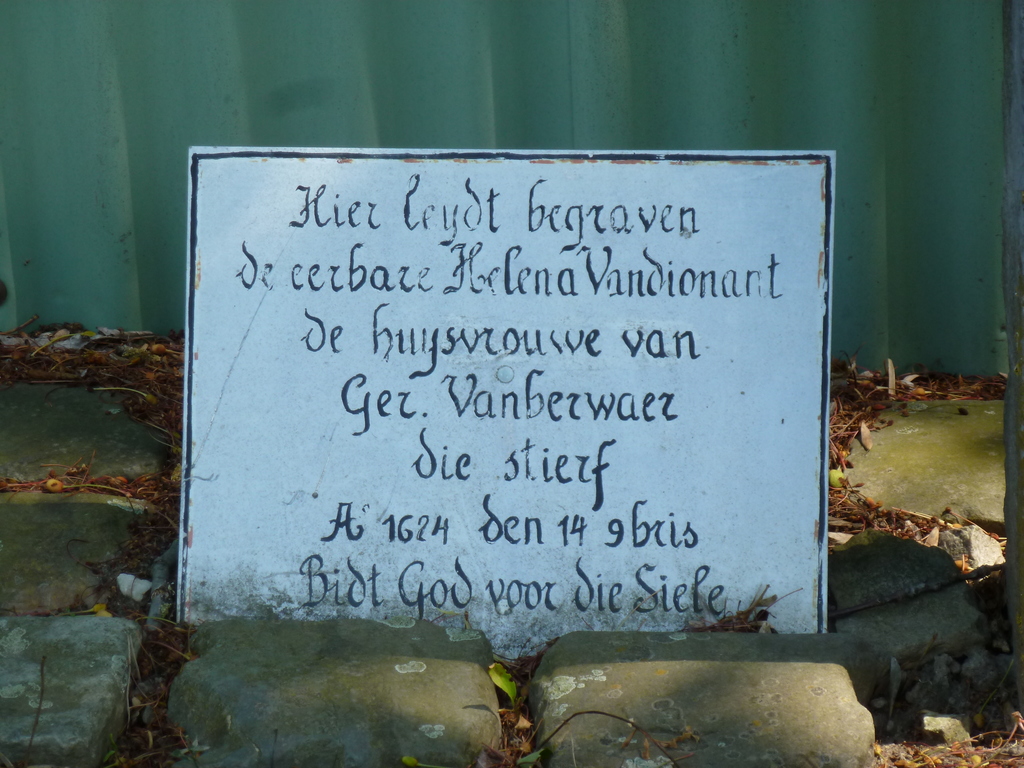 Hier leydt begraven
de eerbare Helena Vandionant
de huysvrouwe van
Ger. Vanberwaer
die stierf
Aº 1624 den 14 9bris
Bidt God voor die Siele